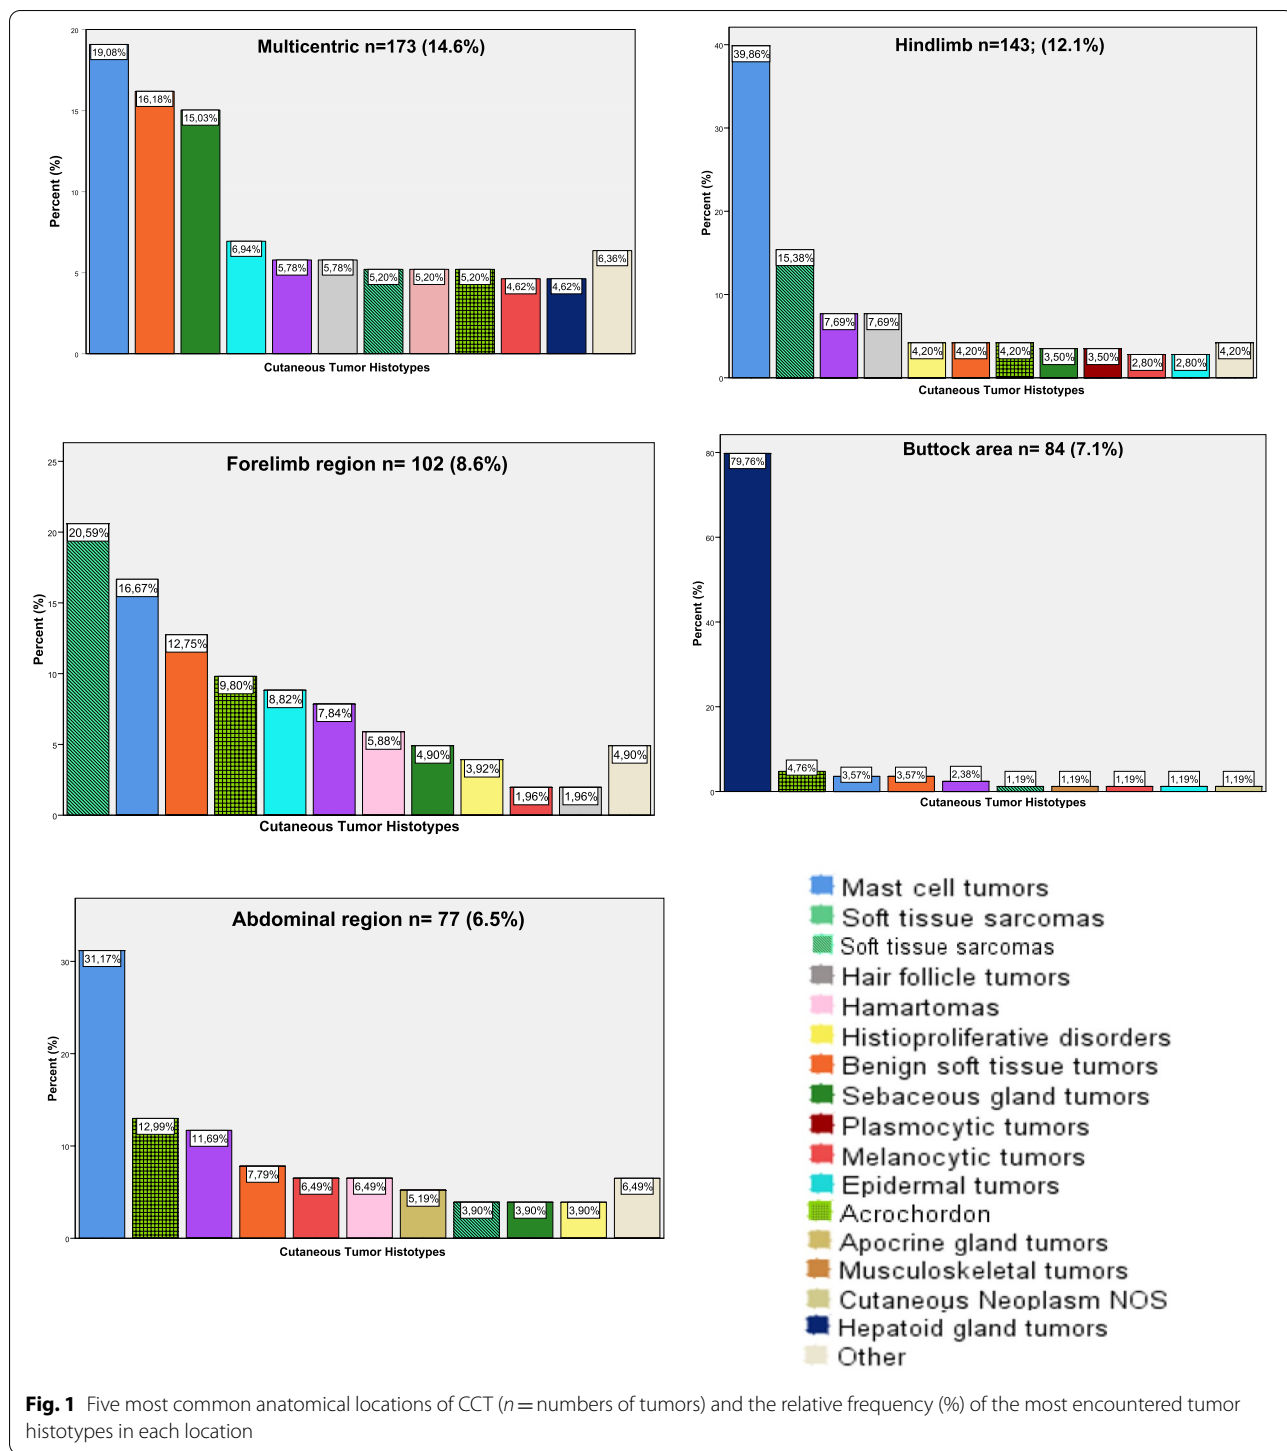 Multicentric n=173 (14.6%)
Percent (%)
20
15
10
5
0
19,08%
16,18%
15,03%
6,94%
5,78%
5,78%
5,20%
5,20%
5,20%
4,62%
4,62%
6,36%
Cutaneous Tumor Histotypes
Hindlimb n=143; (12.1%)
Percent (%)
40
30
20
10
0
39,86%
15,38%
7,69%
7,69%
4,20%
4,20%
4,20%
3,50%
3,50%
2,80%
2,80%
4,20%
Cutaneous Tumor Histotypes
Forelimb region n= 102 (8.6%)
Percent (%)
25
20
15
10
5
0
20,59%
16,67%
12,75%
9,80%
8,82%
7,84%
5,88%
4,90%
3,92%
1,96%
1,96%
4,90%
Cutaneous Tumor Histotypes
Buttock area n= 84 (7.1%)
Percent (%)
80
60
40
20
0
79,76%
4,76%
3,57%
3,57%
2,38%
1,19%
1,19%
1,19%
1,19%
1,19%
Cutaneous Tumor Histotypes
Abdominal region n= 77 (6.5%)
Percent (%)
30
20
10
0
31,17%
12,99%
11,69%
7,79%
6,49%
6,49%
5,19%
3,90%
3,90%
3,90%
6,49%
Cutaneous Tumor Histotypes
Mast cell tumors
Soft tissue sarcomas
Soft tissue sarcomas
Hair follicle tumors
Hamartomas
Histioproliferative disorders
Benign soft tissue tumors
Sebaceous gland tumors
Plasmocytic tumors
Melanocytic tumors
Epidermal tumors
Acrochordon
Apocrine gland tumors
Musculoskeletal tumors
Cutaneous Neoplasm NOS
Hepatoid gland tumors
Other
Fig. 1 Five most common anatomical locations of CCT (n = numbers of tumors) and the relative frequency (%) of the most encountered tumor
histotypes in each location